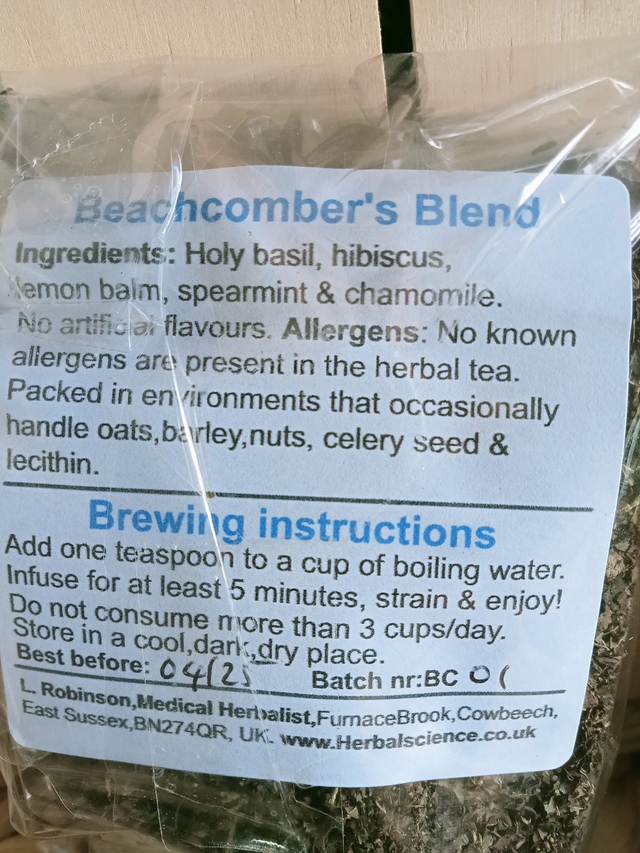 Beachcomber's Blend
Ingredients: Holy basil, hibiscus,
lemon balm, spearmint & chamomile.
No artificial flavours. Allergens: No known
allergens are present in the herbal tea.
Packed in environments that occasionally
handle oats,barley,nuts, celery seed &
lecithin.
Brewing instructions
Add one teaspoon to a cup of boiling water.
Infuse for at least 5 minutes, strain & enjoy!
Do not consume more than 3 cups/day.
Store in a cool,dark,dry place.
Best before: 04/25 Batch nr:BC 01
L. Robinson,Medical Herbalist,FurnaceBrook,Cowbeech,
East Sussex,BN274QR, UK. www.Herbalscience.co.uk